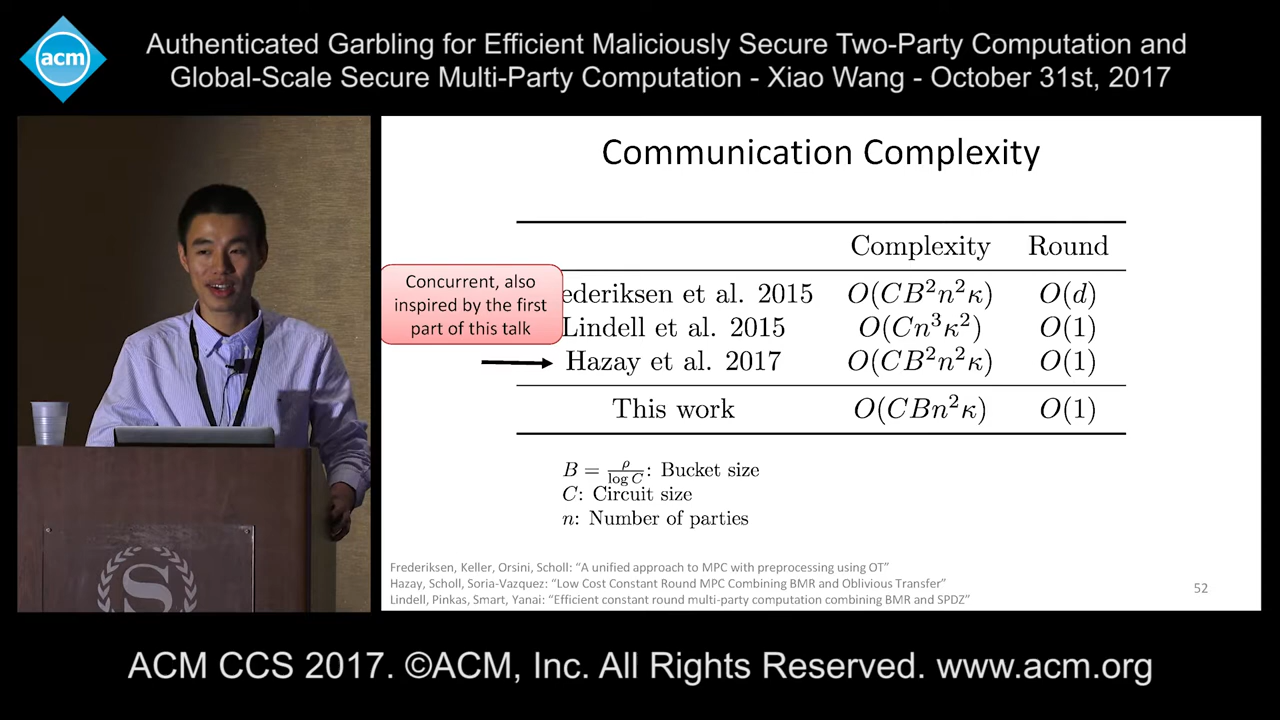 acm
Authenticated Garbling for Efficient Maliciously Secure Two-Party Computation and
Global-Scale Secure Multi-Party Computation - Xiao Wang - October 31st, 2017
Communication Complexity
Complexity Round
Concurrent, also
inspired by the first
part of this talk
ederiksen et al. 2015 O(CB²n²κ) O(d)
Lindell et al. 2015 O(Cn³κ²) O(1)
Hazay et al. 2017 O(CB²n²κ) O(1)
This work O(CBn²κ) O(1)
B = ρ/log C: Bucket size
C: Circuit size
n: Number of parties
Frederiksen, Keller, Orsini, Scholl: “A unified approach to MPC with preprocessing using OT”
Hazay, Scholl, Soria-Vazquez: “Low Cost Constant Round MPC Combining BMR and Oblivious Transfer”
Lindell, Pinkas, Smart, Yanai: “Efficient constant round multi-party computation combining BMR and SPDZ”
52
S
ACM CCS 2017. ©ACM, Inc. All Rights Reserved. www.acm.org